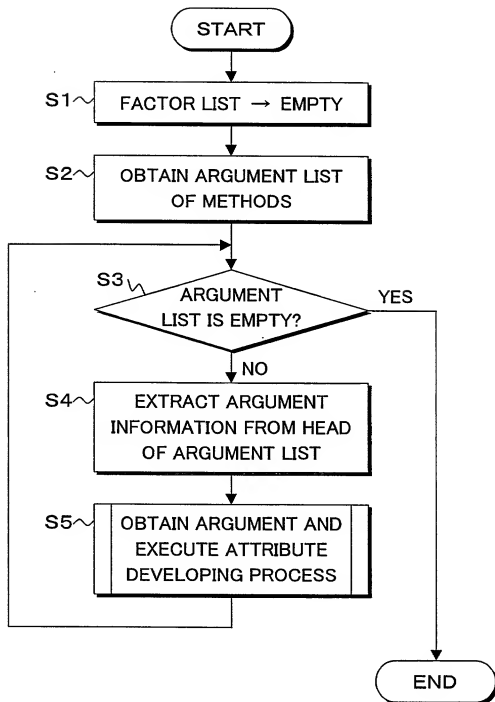 START
S1
FACTOR LIST → EMPTY
S2
OBTAIN ARGUMENT LIST
OF METHODS
S3
ARGUMENT
LIST IS EMPTY?
YES
NO
S4
EXTRACT ARGUMENT
INFORMATION FROM HEAD
OF ARGUMENT LIST
S5
OBTAIN ARGUMENT AND
EXECUTE ATTRIBUTE
DEVELOPING PROCESS
END